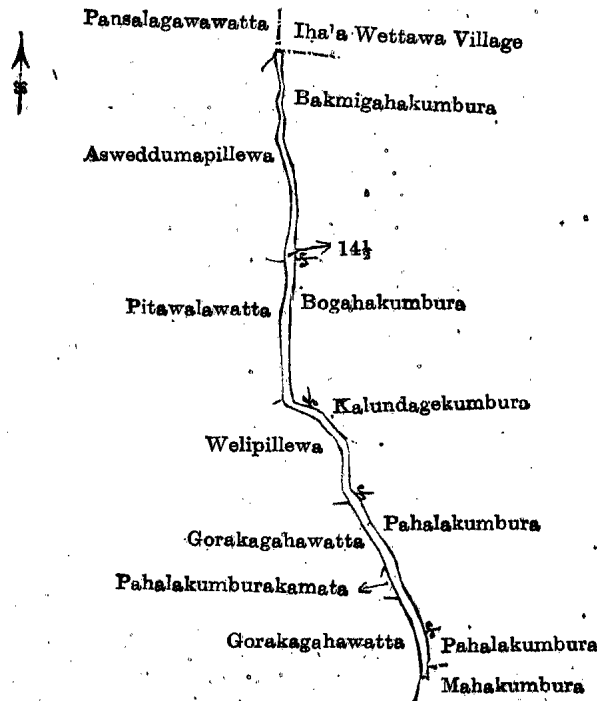 Pansalagawawatta
Iha'a Wettawa Village
Bakmigahakumbura
Asweddumapillewa
14½
Pitawalawatta
Bogahakumbura
Kalundagekumbura
Welipillewa
Pahalakumbura
Gorakagahawatta
Pahalakumburakamata
Gorakagahawatta
Pahalakumbura
Mahakumbura